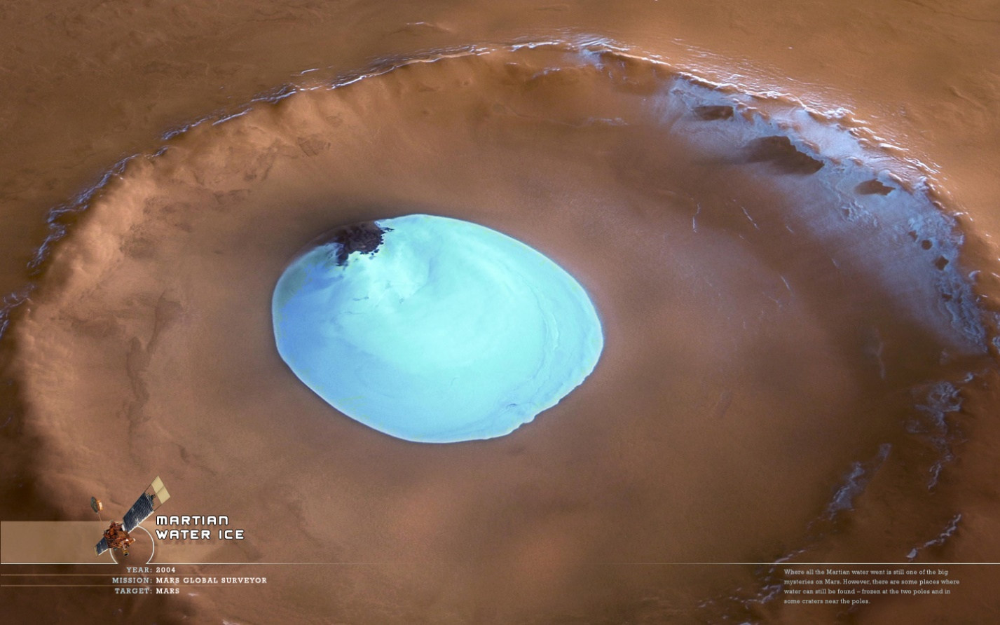 MARTIAN
WATER ICE
YEAR: 2004
MISSION: MARS GLOBAL SURVEYOR
TARGET: MARS
Where all the Martian water went is still one of the big
mysteries on Mars. However, there are some places where
water can still be found – frozen at the two poles and in
some craters near the poles.